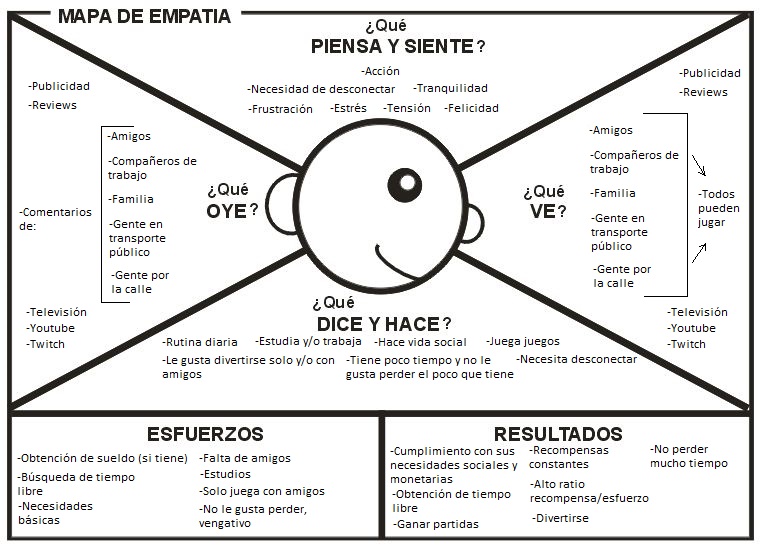 MAPA DE EMPATIA
¿Qué
PIENSA Y SIENTE?
-Acción
-Necesidad de desconectar
-Tranquilidad
-Frustración
-Estrés
-Tensión
-Felicidad
-Publicidad
-Reviews
-Comentarios
de:
-Amigos
-Compañeros de
trabajo
-Familia
-Gente en
transporte
público
-Gente por
la calle
-Televisión
-Youtube
-Twitch
¿Qué
OYE?
¿Qué
VE?
-Publicidad
-Reviews
-Amigos
-Compañeros de
trabajo
-Familia
-Gente en
transporte
público
-Gente por
la calle
-Todos
pueden
jugar
-Televisión
-Youtube
-Twitch
¿Qué
DICE Y HACE?
-Rutina diaria
-Estudia y/o trabaja
-Hace vida social
-Juega juegos
-Le gusta divertirse solo y/o con
amigos
-Tiene poco tiempo y no le
gusta perder el poco que tiene
-Necesita desconectar
ESFUERZOS
-Obtención de sueldo (si tiene)
-Búsqueda de tiempo
libre
-Necesidades
básicas
-Falta de amigos
-Estudios
-Solo juega con amigos
-No le gusta perder,
vengativo
RESULTADOS
-Cumplimiento con sus
necesidades sociales y
monetarias
-Obtención de tiempo
libre
-Ganar partidas
-Recompensas
constantes
-Alto ratio
recompensa/esfuerzo
-Divertirse
-No perder
mucho tiempo